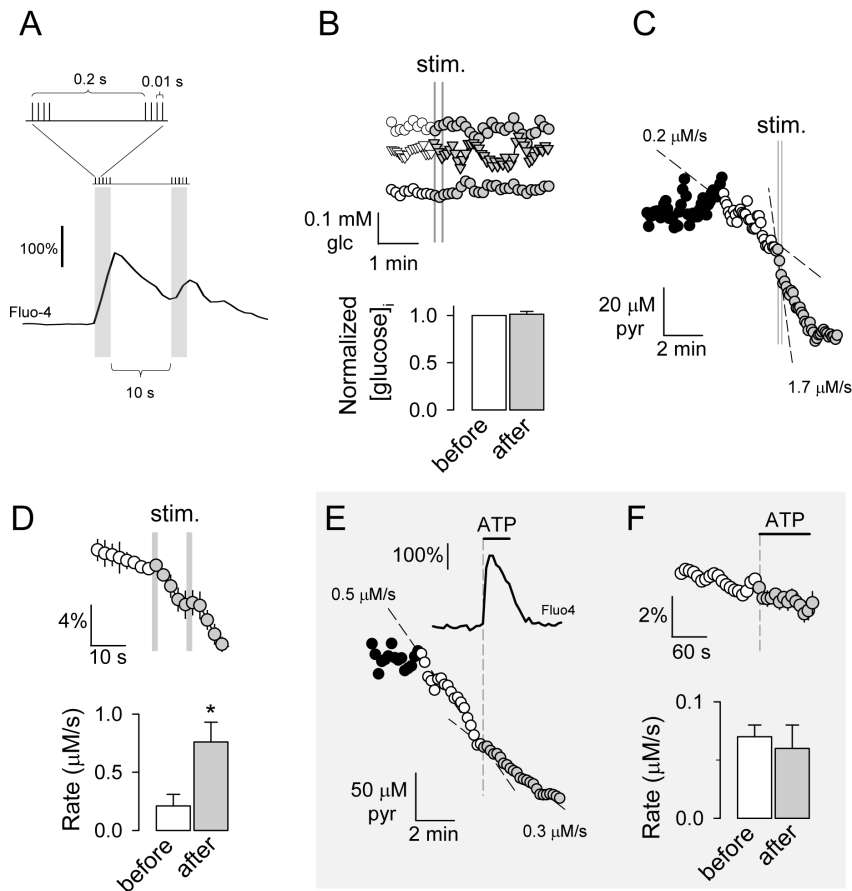 A
0.2 s
0.01 s
100%
Fluo-4
10 s
B
stim.
0.1 mM
glc
1 min
Normalized
[glucose]i
1.0
0.5
0.0
before
after
C
0.2 µM/s
stim.
20 µM
pyr
2 min
1.7 µM/s
D
stim.
4%
10 s
Rate (µM/s)
1.0
0.5
0.0
*
before
after
E
ATP
100%
Fluo4
0.5 µM/s
50 µM
pyr
2 min
0.3 µM/s
F
ATP
2%
60 s
Rate (µM/s)
0.1
0.0
before
after